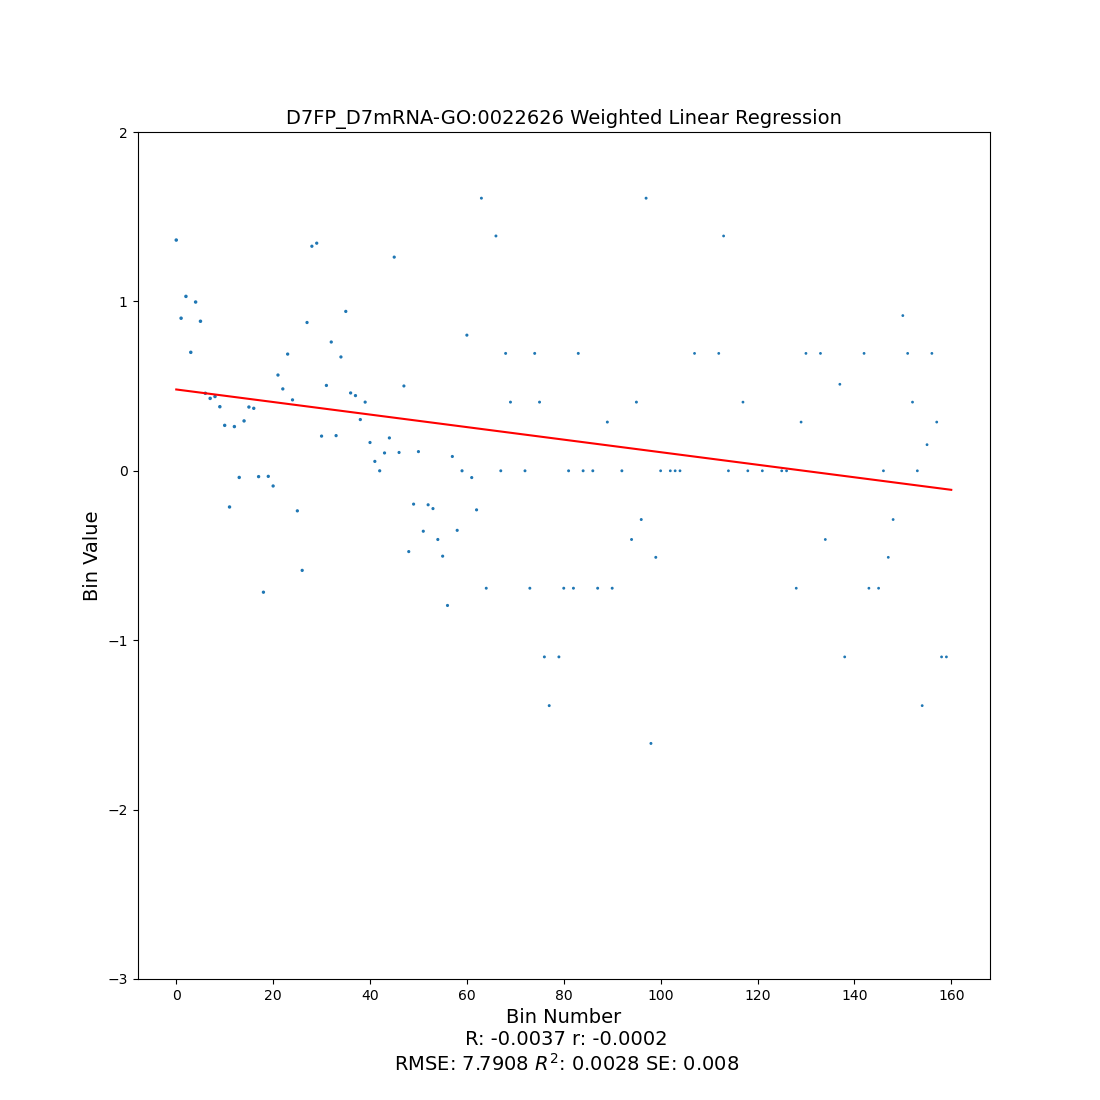 D7FP_D7mRNA-GO:0022626 Weighted Linear Regression
2
1
0
−1
−2
−3
Bin Value
0 20 40 60 80 100 120 140 160
Bin Number
R: -0.0037 r: -0.0002
RMSE: 7.7908 R²: 0.0028 SE: 0.008